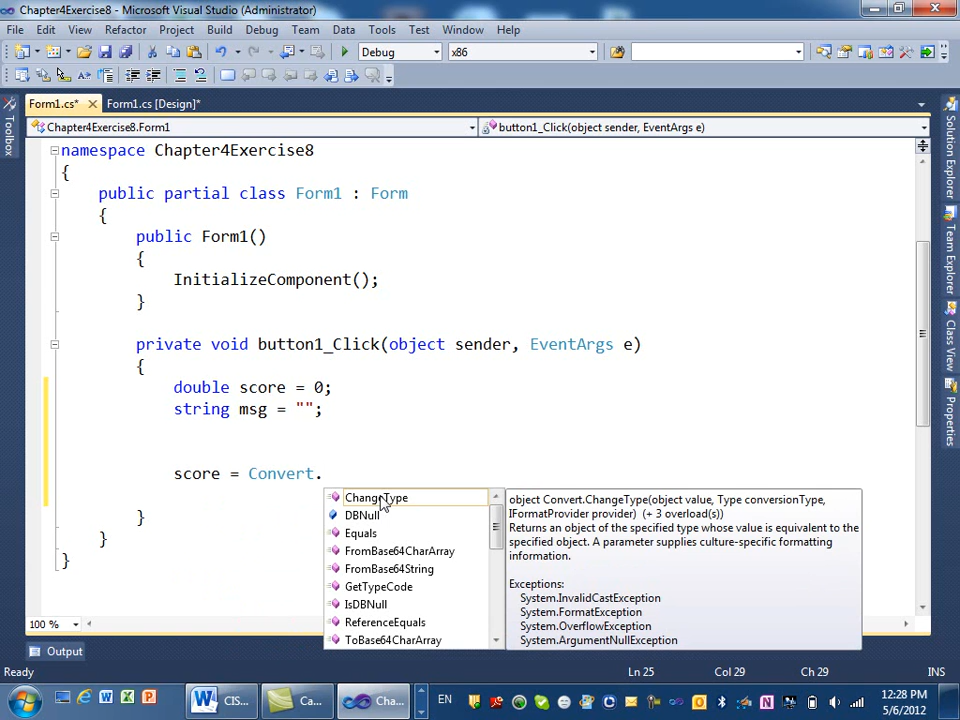 Chapter4Exercise8 - Microsoft Visual Studio (Administrator)
File Edit View Refactor Project Build Debug Team Data Tools Test Window Help
Debug x86
Form1.cs* Form1.cs [Design]*
Chapter4Exercise8.Form1 button1_Click(object sender, EventArgs e)
namespace Chapter4Exercise8
{
public partial class Form1 : Form
{
public Form1()
{
InitializeComponent();
}
private void button1_Click(object sender, EventArgs e)
{
double score = 0;
string msg = "";
score = Convert.
}
}
}
ChangeType
DBNull
Equals
FromBase64CharArray
FromBase64String
GetTypeCode
IsDBNull
ReferenceEquals
ToBase64CharArray
object Convert.ChangeType(object value, Type conversionType,
IFormatProvider provider) (+ 3 overload(s))
Returns an object of the specified type whose value is equivalent to the
specified object. A parameter supplies culture-specific formatting
information.
Exceptions:
System.InvalidCastException
System.FormatException
System.OverflowException
System.ArgumentNullException
Toolbox
Solution Explorer
Team Explorer
Class View
Properties
100 %
Output
Ready Ln 25 Col 29 Ch 29 INS
CIS... Ca... Cha... EN 12:28 PM
5/6/2012